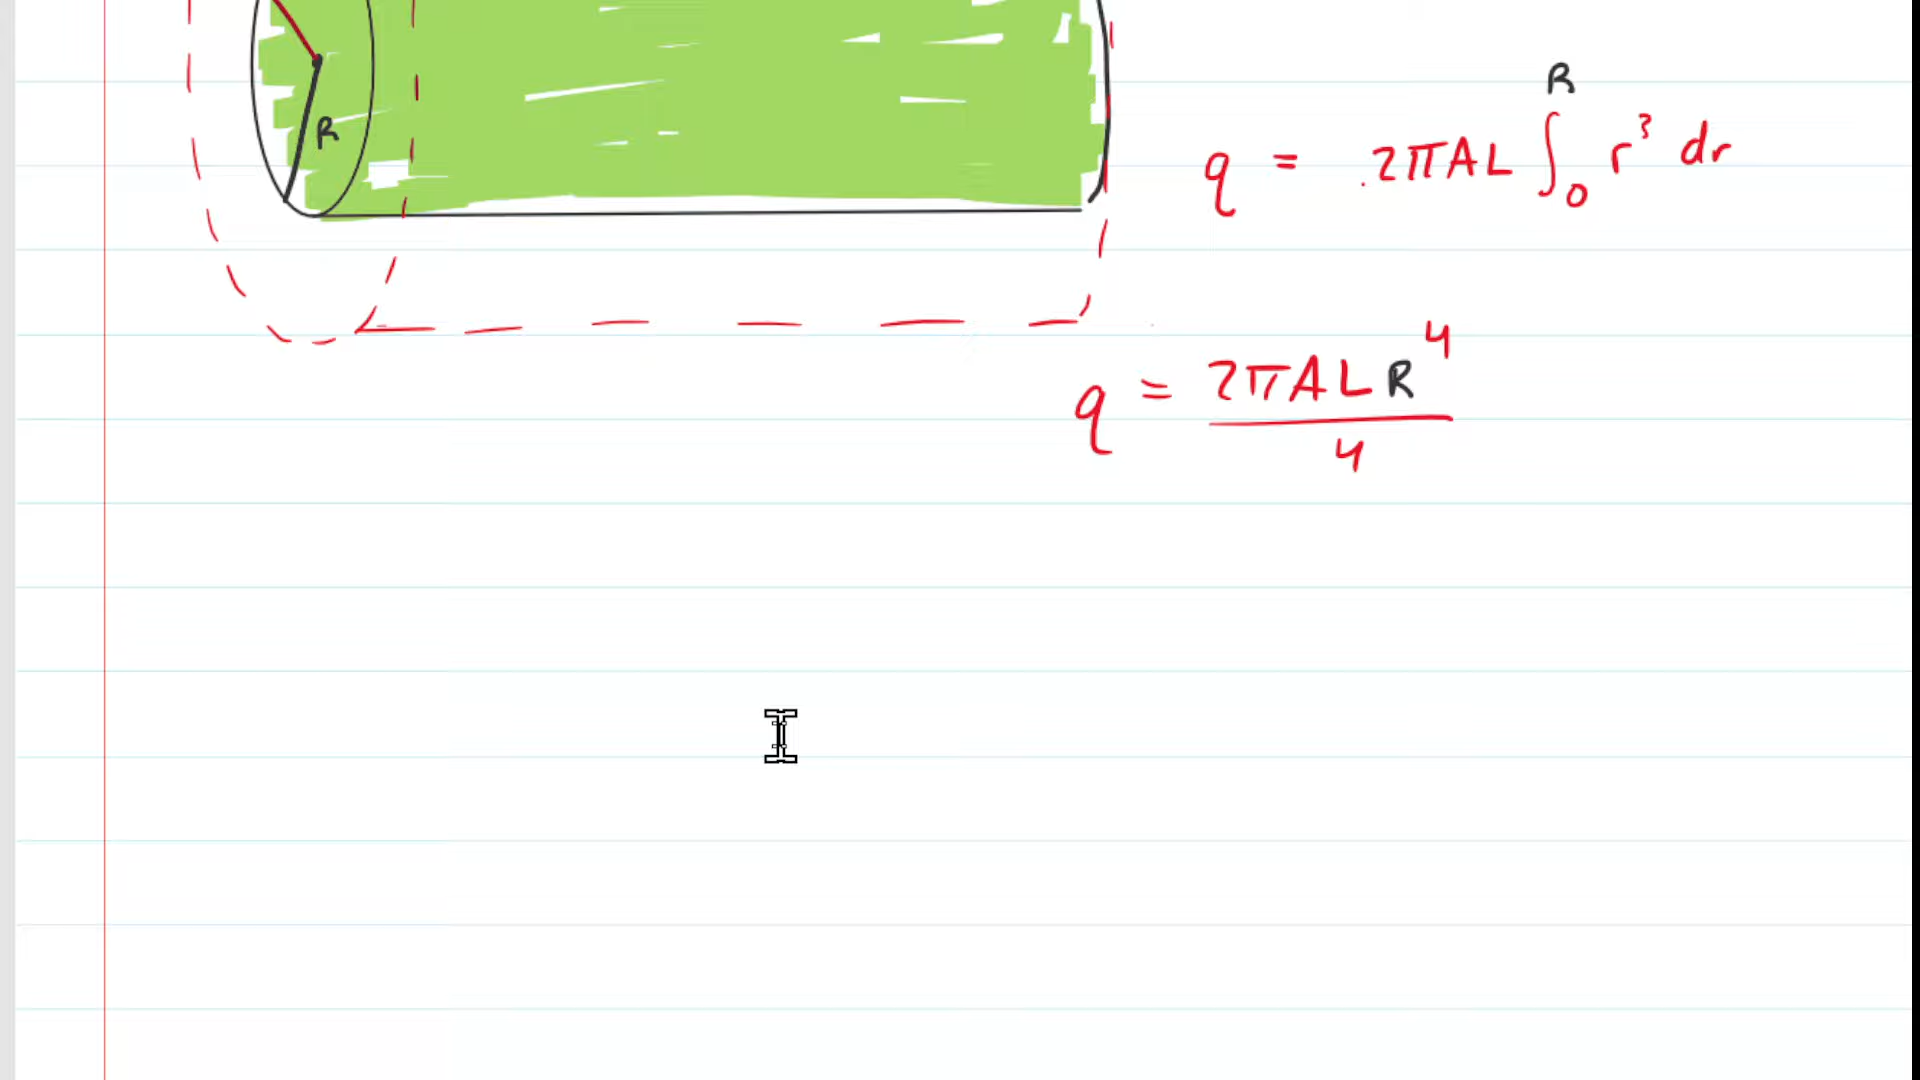 R
R
q = 2πAL ∫₀ r³ dr
q = 2πALR⁴
4